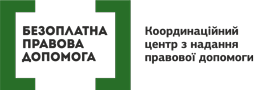 БЕЗОПЛАТНА
ПРАВОВА
ДОПОМОГА
Координаційний
центр з надання
правової допомоги